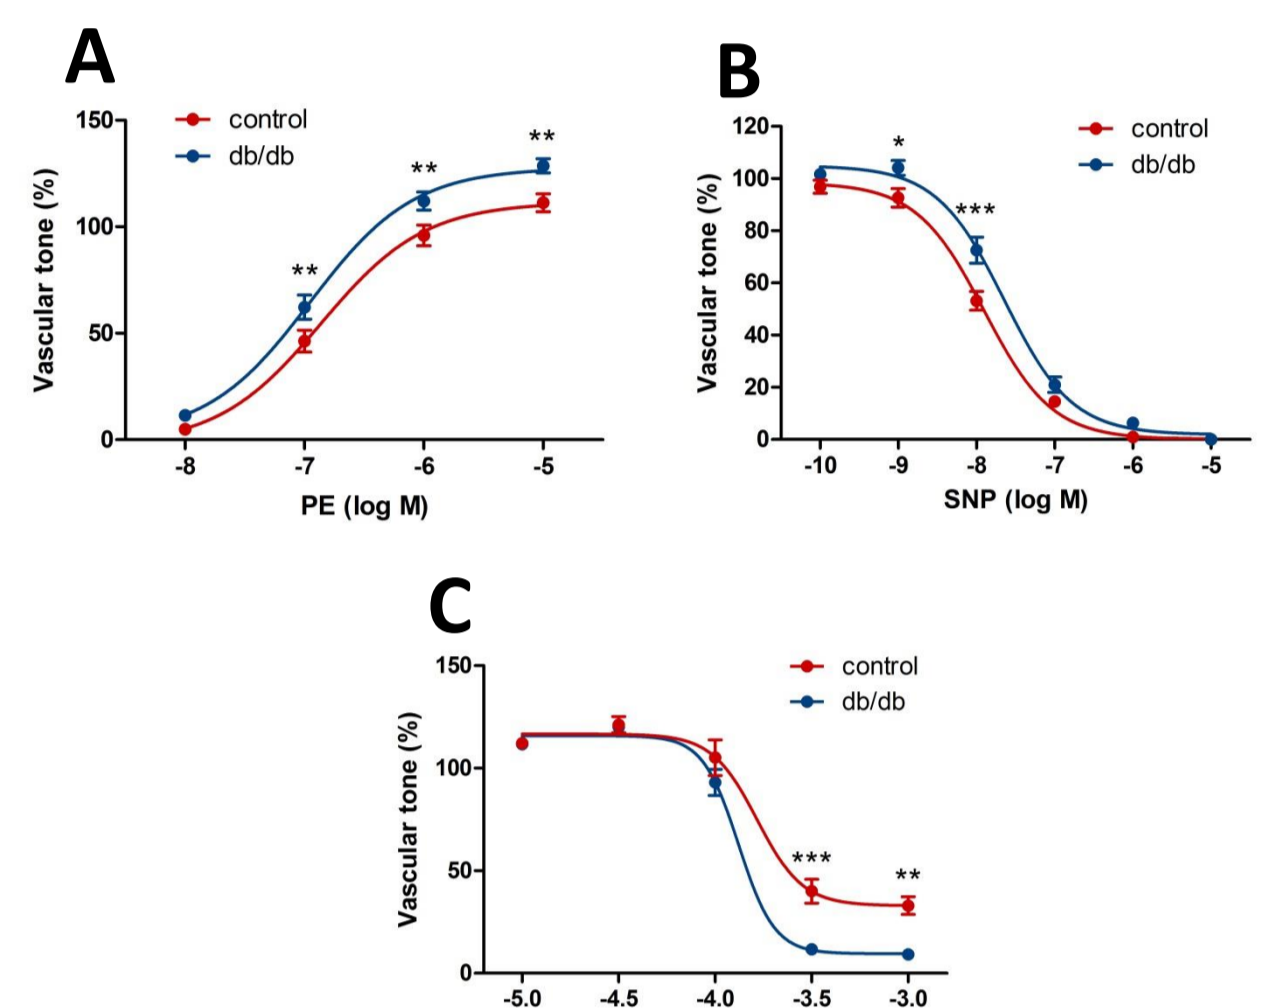 A
control
db/db
**
**
**
150
100
50
0
Vascular tone (%)
-8 -7 -6 -5
PE (log M)
B
control
db/db
*
***
120
100
80
60
40
20
0
Vascular tone (%)
-10 -9 -8 -7 -6 -5
SNP (log M)
C
control
db/db
***
**
150
100
50
0
Vascular tone (%)
-5.0 -4.5 -4.0 -3.5 -3.0